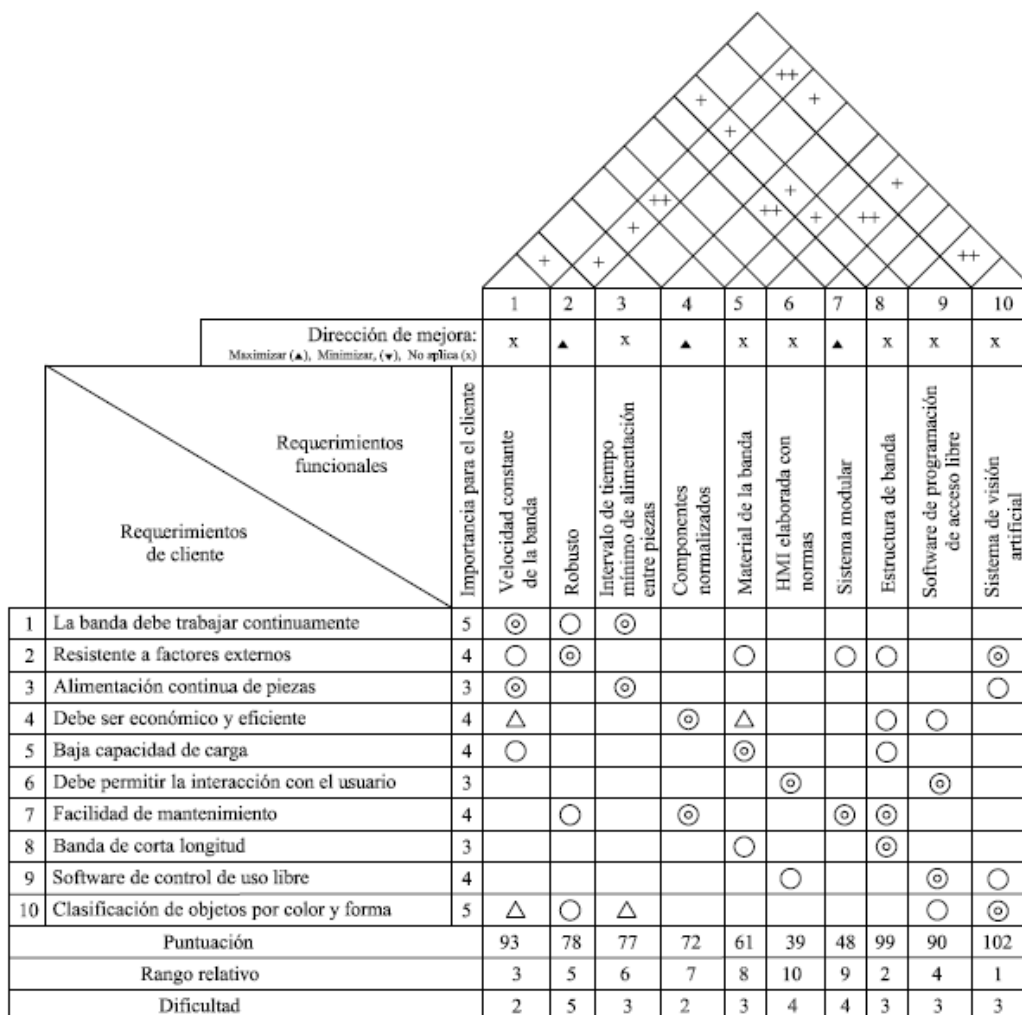 ++
+ +
+
+
++ +
+ ++ + ++
+ + ++
1 2 3 4 5 6 7 8 9 10
Dirección de mejora:
Maximizar (▲), Minimizar, (▼), No aplica (x)
x ▲ x ▲ x x ▲ x x x
Requerimientos
funcionales
Requerimientos
de cliente
Importancia para el cliente
Velocidad constante
de la banda
Robusto
Intervalo de tiempo
mínimo de alimentación
entre piezas
Componentes
normalizados
Material de la banda
HMI elaborada con
normas
Sistema modular
Estructura de banda
Software de programación
de acceso libre
Sistema de visión
artificial
1 La banda debe trabajar continuamente 5 ◎ ○ ◎
2 Resistente a factores externos 4 ○ ◎ ○ ○ ○ ◎
3 Alimentación continua de piezas 3 ◎ ◎ ○
4 Debe ser económico y eficiente 4 △ ◎ △ ○ ○
5 Baja capacidad de carga 4 ○ ◎ ○
6 Debe permitir la interacción con el usuario 3 ◎ ◎
7 Facilidad de mantenimiento 4 ○ ◎ ◎ ◎
8 Banda de corta longitud 3 ○ ◎
9 Software de control de uso libre 4 ○ ◎ ○
10 Clasificación de objetos por color y forma 5 △ ○ △ ○ ◎
Puntuación 93 78 77 72 61 39 48 99 90 102
Rango relativo 3 5 6 7 8 10 9 2 4 1
Dificultad 2 5 3 2 3 4 4 3 3 3